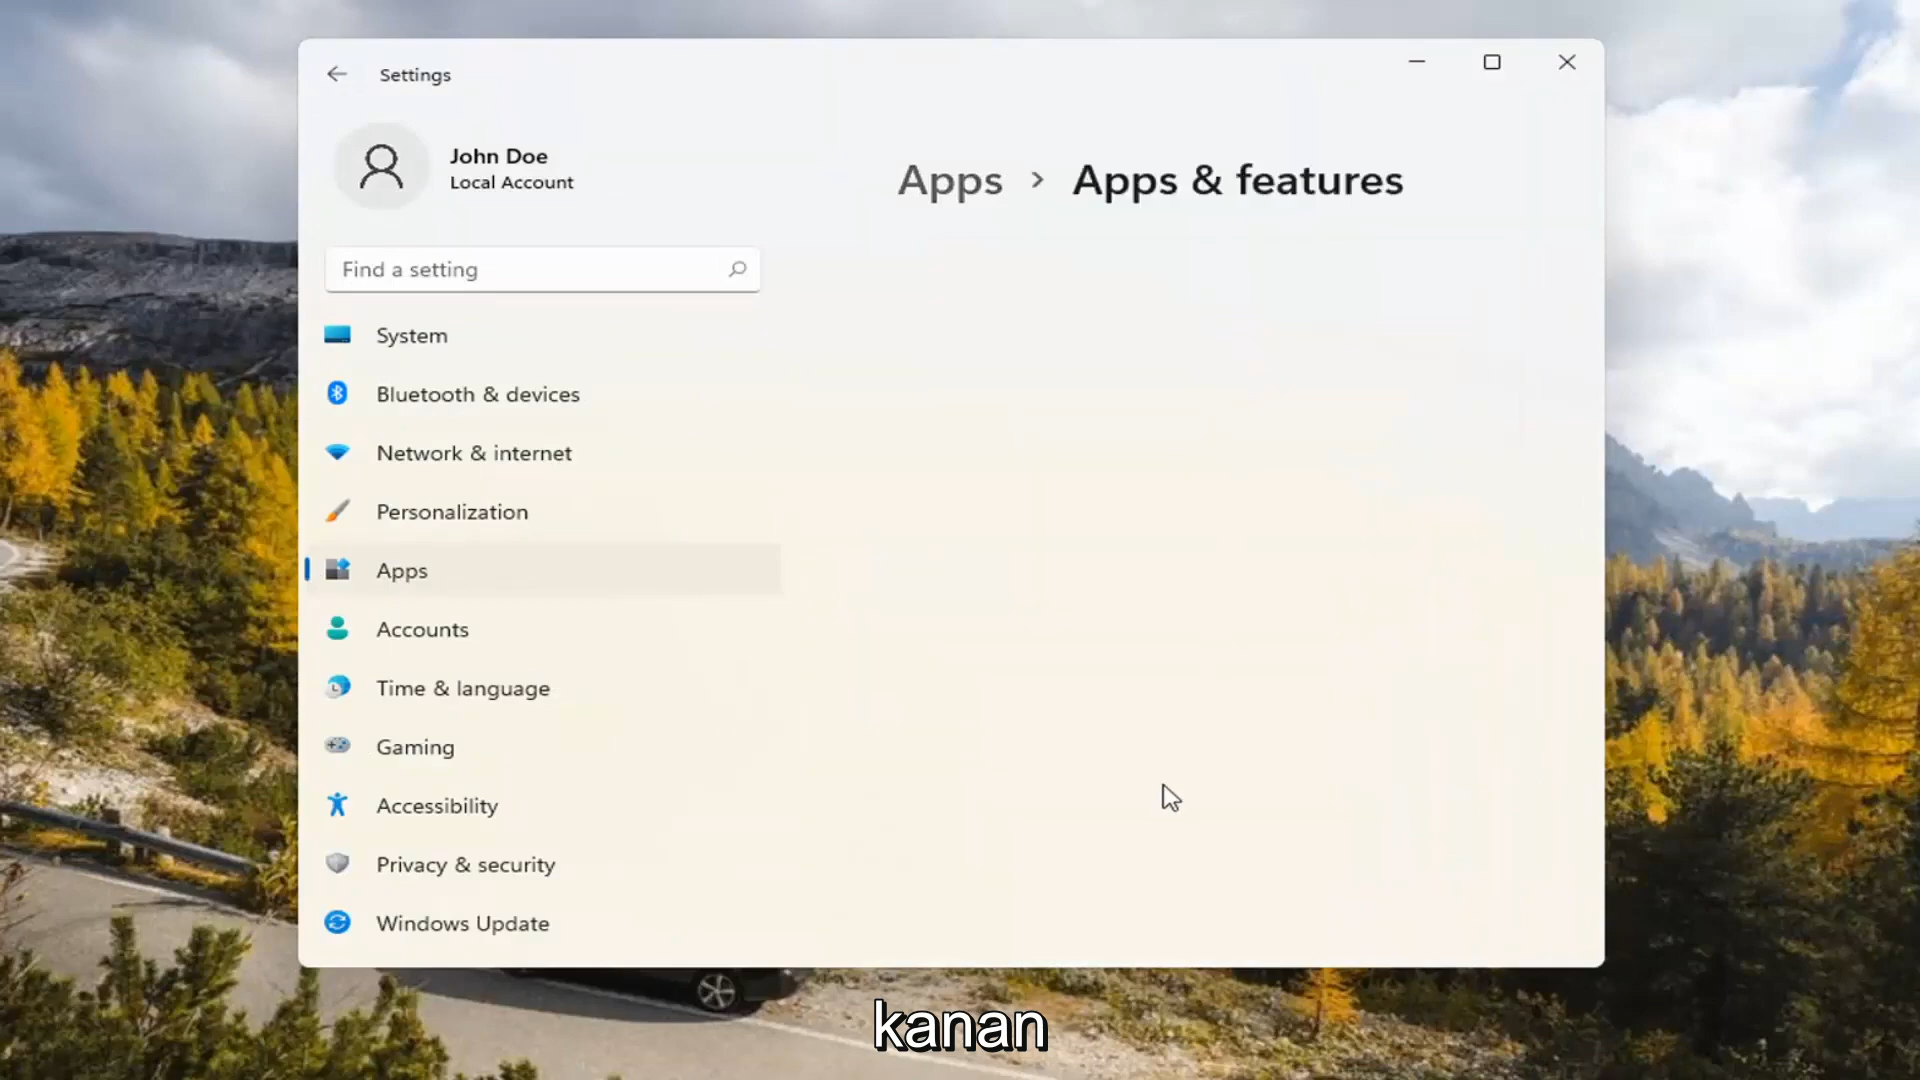 Settings
John Doe
Local Account
Apps > Apps & features
Find a setting
System
Bluetooth & devices
Network & internet
Personalization
Apps
Accounts
Time & language
Gaming
Accessibility
Privacy & security
Windows Update
kanan